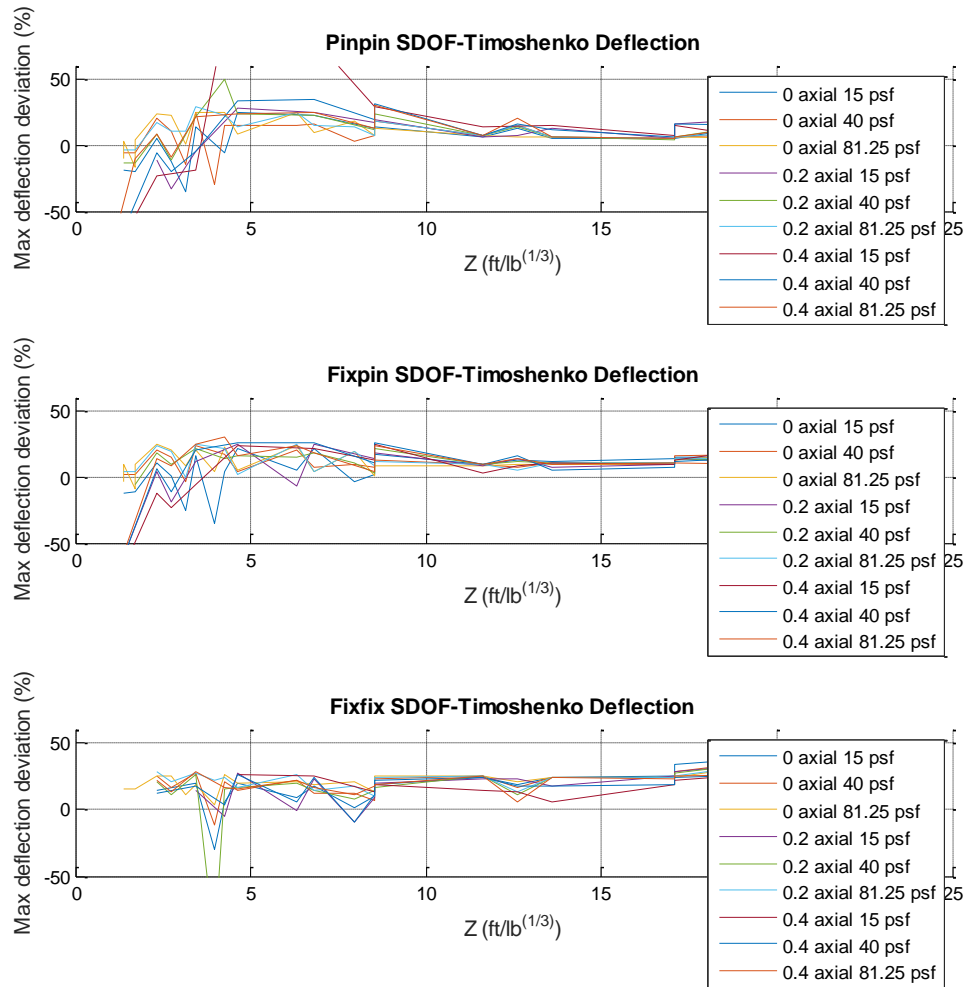 Pinpin SDOF-Timoshenko Deflection
Max deflection deviation (%)
50
0
-50
0
5
10
15
25
Z (ft/lb^(1/3))
0 axial 15 psf
0 axial 40 psf
0 axial 81.25 psf
0.2 axial 15 psf
0.2 axial 40 psf
0.2 axial 81.25 psf
0.4 axial 15 psf
0.4 axial 40 psf
0.4 axial 81.25 psf
Fixpin SDOF-Timoshenko Deflection
Max deflection deviation (%)
50
0
-50
0
5
10
15
25
Z (ft/lb^(1/3))
0 axial 15 psf
0 axial 40 psf
0 axial 81.25 psf
0.2 axial 15 psf
0.2 axial 40 psf
0.2 axial 81.25 psf
0.4 axial 15 psf
0.4 axial 40 psf
0.4 axial 81.25 psf
Fixfix SDOF-Timoshenko Deflection
Max deflection deviation (%)
50
0
-50
0
5
10
15
25
Z (ft/lb^(1/3))
0 axial 15 psf
0 axial 40 psf
0 axial 81.25 psf
0.2 axial 15 psf
0.2 axial 40 psf
0.2 axial 81.25 psf
0.4 axial 15 psf
0.4 axial 40 psf
0.4 axial 81.25 psf